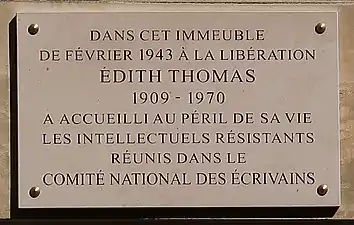 DANS CET IMMEUBLE
DE FÉVRIER 1943 À LA LIBÉRATION
ÉDITH THOMAS
1909 - 1970
A ACCUEILLI AU PÉRIL DE SA VIE
LES INTELLECTUELS RÉSISTANTS
RÉUNIS DANS LE
COMITÉ NATIONAL DES ÉCRIVAINS